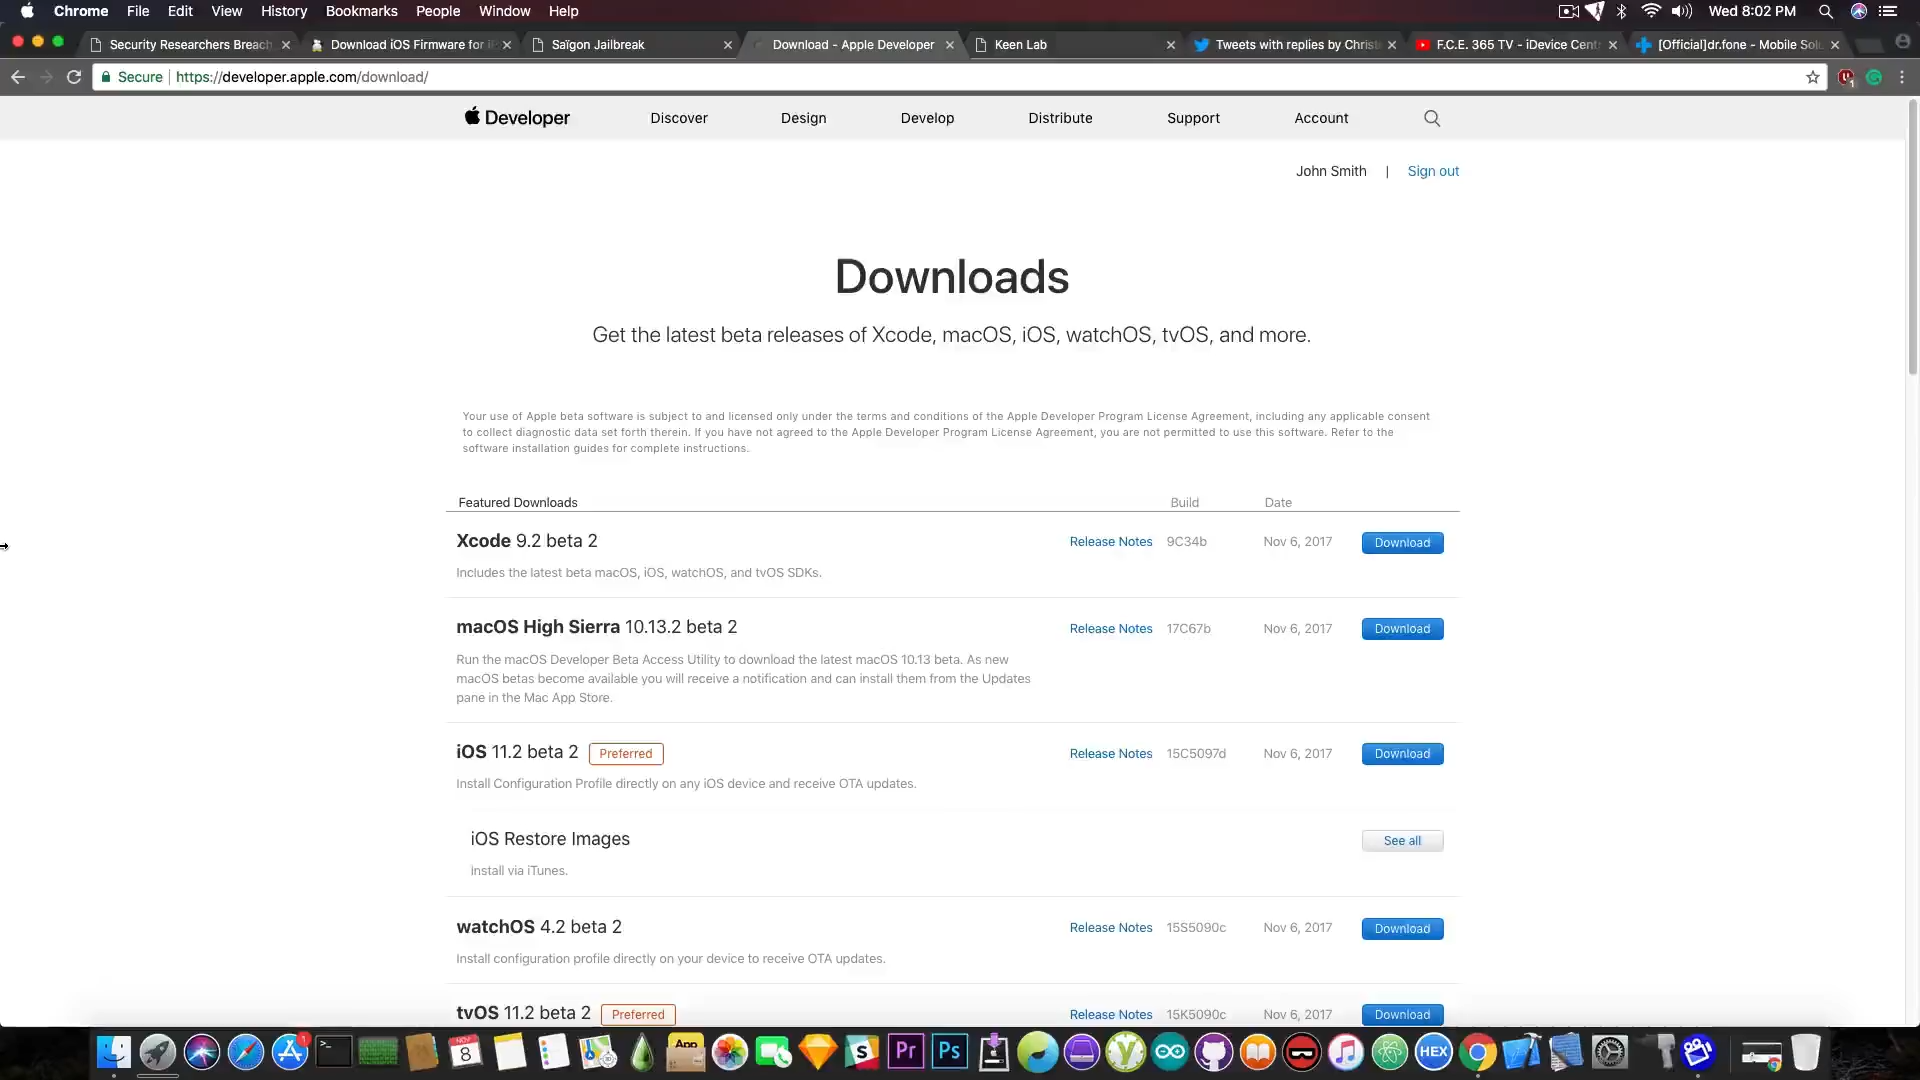 Chrome File Edit View History Bookmarks People Window Help
Wed 8:02 PM
Security Researchers Breach
Download iOS Firmware for iP
Saïgon Jailbreak
Download - Apple Developer
Keen Lab
Tweets with replies by Christ
F.C.E. 365 TV - iDevice Cent
[Official]dr.fone - Mobile Sol
Secure https://developer.apple.com/download/
Developer Discover Design Develop Distribute Support Account
John Smith | Sign out
Downloads
Get the latest beta releases of Xcode, macOS, iOS, watchOS, tvOS, and more.
Your use of Apple beta software is subject to and licensed only under the terms and conditions of the Apple Developer Program License Agreement, including any applicable consent
to collect diagnostic data set forth therein. If you have not agreed to the Apple Developer Program License Agreement, you are not permitted to use this software. Refer to the
software installation guides for complete instructions.
Featured Downloads Build Date
Xcode 9.2 beta 2 Release Notes 9C34b Nov 6, 2017 Download
Includes the latest beta macOS, iOS, watchOS, and tvOS SDKs.
macOS High Sierra 10.13.2 beta 2 Release Notes 17C67b Nov 6, 2017 Download
Run the macOS Developer Beta Access Utility to download the latest macOS 10.13 beta. As new
macOS betas become available you will receive a notification and can install them from the Updates
pane in the Mac App Store.
iOS 11.2 beta 2 Preferred Release Notes 15C5097d Nov 6, 2017 Download
Install Configuration Profile directly on any iOS device and receive OTA updates.
iOS Restore Images See all
Install via iTunes.
watchOS 4.2 beta 2 Release Notes 15S5090c Nov 6, 2017 Download
Install configuration profile directly on your device to receive OTA updates.
tvOS 11.2 beta 2 Preferred Release Notes 15K5090c Nov 6, 2017 Download
1
NOV
8
App
S
Pr
Ps
HEX